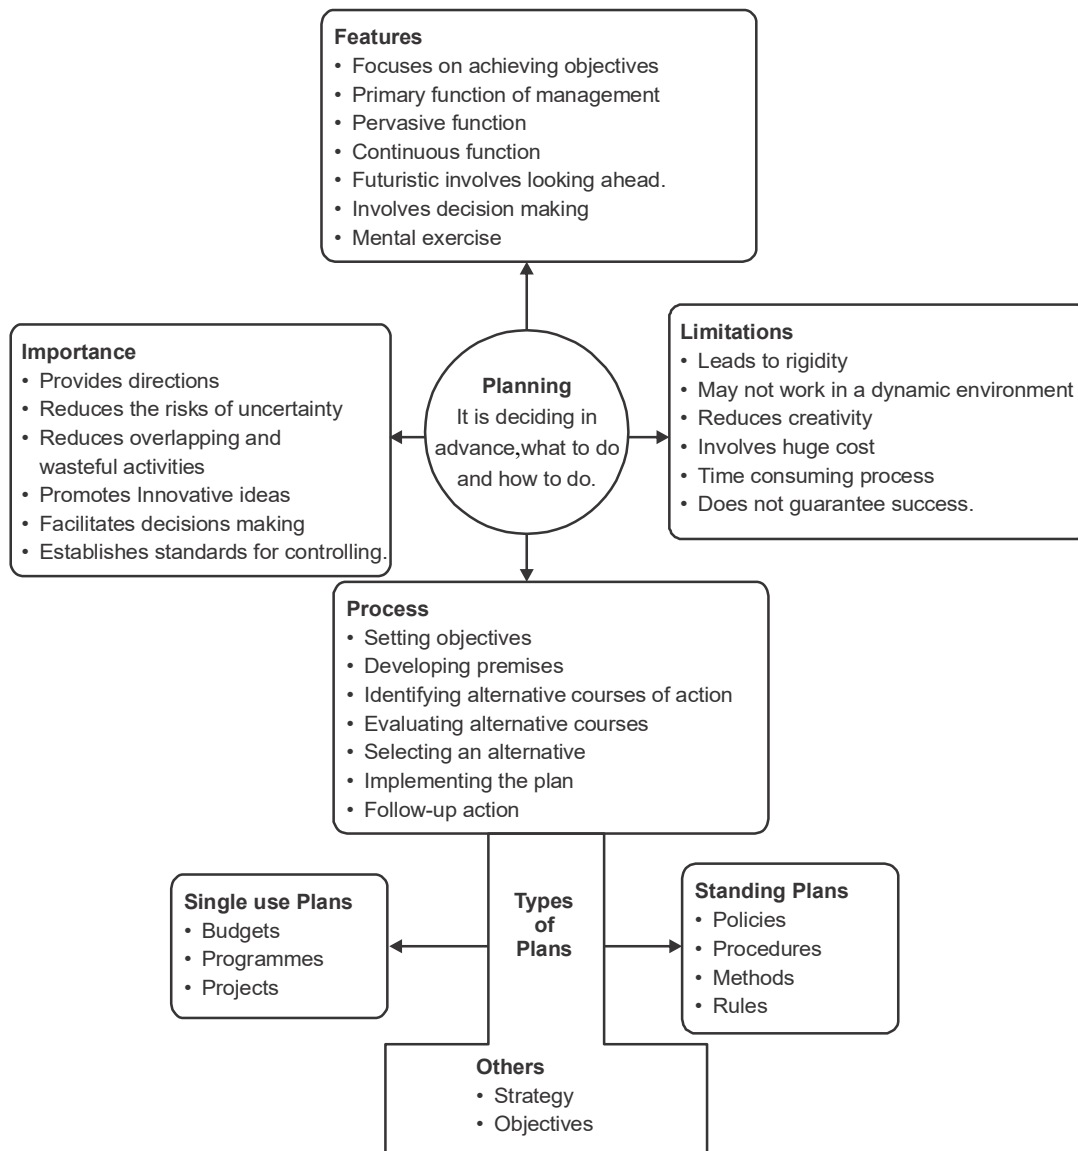 Features
• Focuses on achieving objectives
• Primary function of management
• Pervasive function
• Continuous function
• Futuristic involves looking ahead.
• Involves decision making
• Mental exercise
Importance
• Provides directions
• Reduces the risks of uncertainty
• Reduces overlapping and
wasteful activities
• Promotes Innovative ideas
• Facilitates decisions making
• Establishes standards for controlling.
Planning
It is deciding in
advance,what to do
and how to do.
Limitations
• Leads to rigidity
• May not work in a dynamic environment
• Reduces creativity
• Involves huge cost
• Time consuming process
• Does not guarantee success.
Process
• Setting objectives
• Developing premises
• Identifying alternative courses of action
• Evaluating alternative courses
• Selecting an alternative
• Implementing the plan
• Follow-up action
Single use Plans
• Budgets
• Programmes
• Projects
Types
of
Plans
Standing Plans
• Policies
• Procedures
• Methods
• Rules
Others
• Strategy
• Objectives